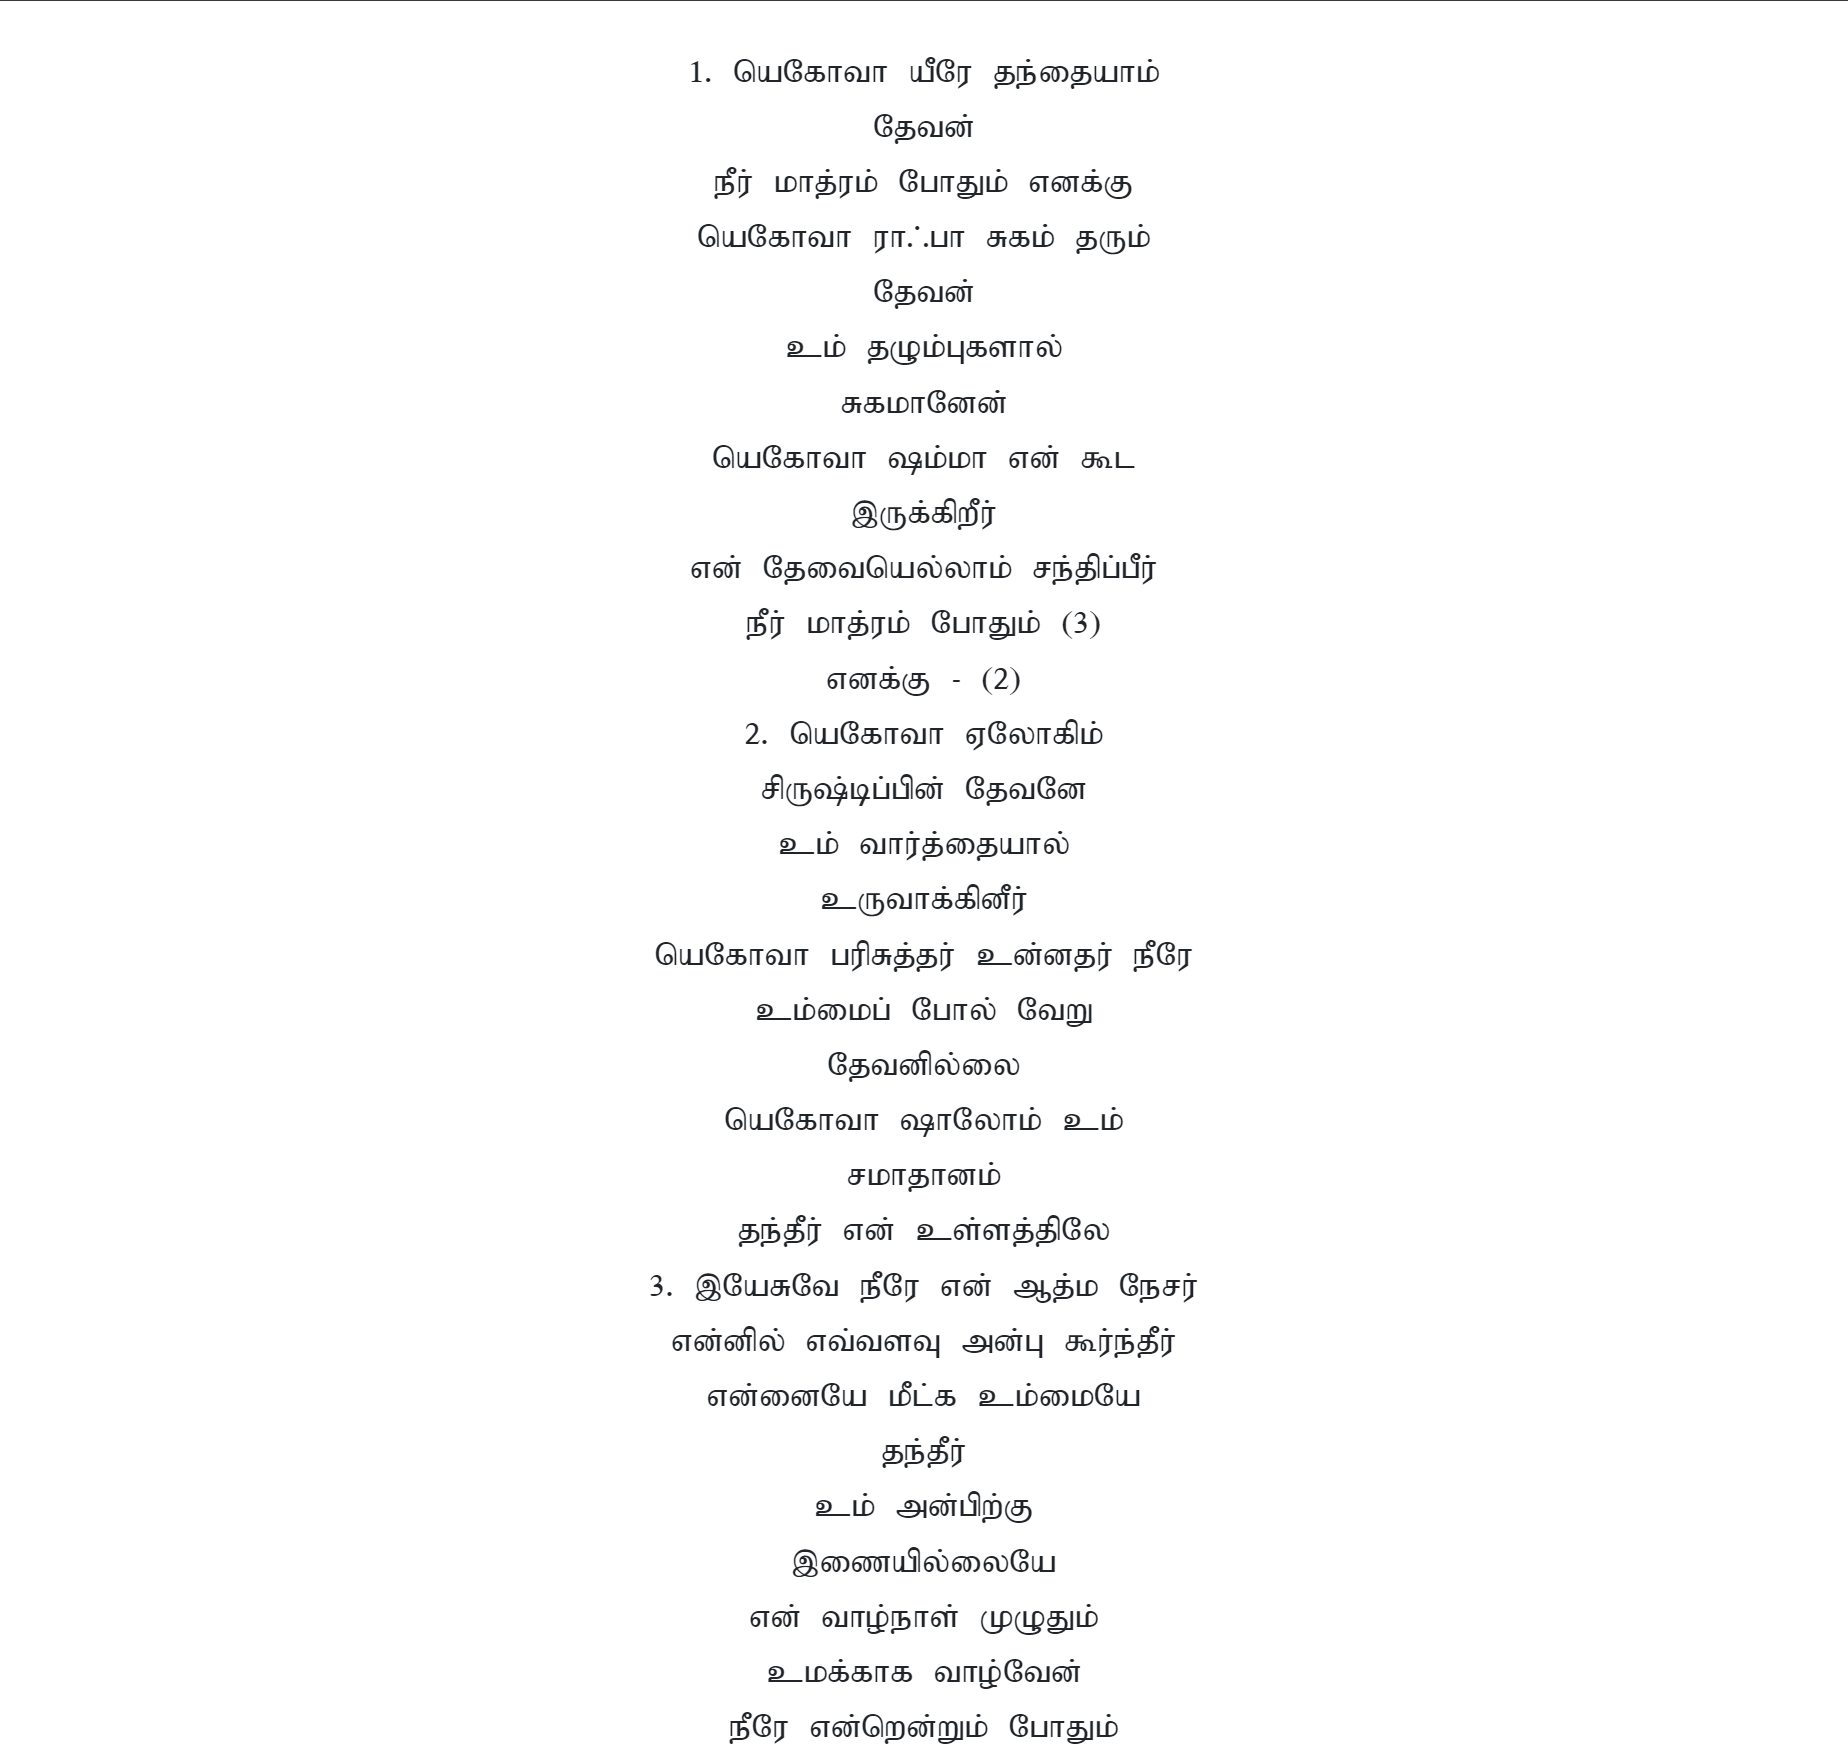 1. யெகோவா யீரே தந்தையாம்
தேவன்
நீர் மாத்ரம் போதும் எனக்கு
யெகோவா ராஃபா சுகம் தரும்
தேவன்
உம் தழும்புகளால்
சுகமானேன்
யெகோவா ஷம்மா என் கூட
இருக்கிறீர்
என் தேவையெல்லாம் சந்திப்பீர்
நீர் மாத்ரம் போதும் (3)
எனக்கு - (2)
2. யெகோவா ஏலோகிம்
சிருஷ்டிப்பின் தேவனே
உம் வார்த்தையால்
உருவாக்கினீர்
யெகோவா பரிசுத்தர் உன்னதர் நீரே
உம்மைப் போல் வேறு
தேவனில்லை
யெகோவா ஷாலோம் உம்
சமாதானம்
தந்தீர் என் உள்ளத்திலே
3. இயேசுவே நீரே என் ஆத்ம நேசர்
என்னில் எவ்வளவு அன்பு கூர்ந்தீர்
என்னையே மீட்க உம்மையே
தந்தீர்
உம் அன்பிற்கு
இணையில்லையே
என் வாழ்நாள் முழுதும்
உமக்காக வாழ்வேன்
நீரே என்றென்றும் போதும்